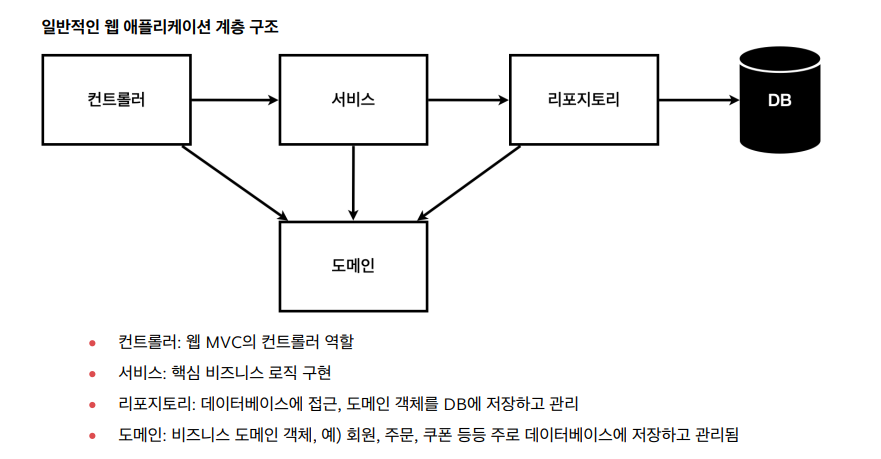 일반적인 웹 애플리케이션 계층 구조
컨트롤러
서비스
리포지토리
DB
도메인
컨트롤러: 웹 MVC의 컨트롤러 역할
서비스: 핵심 비즈니스 로직 구현
리포지토리: 데이터베이스에 접근, 도메인 객체를 DB에 저장하고 관리
도메인: 비즈니스 도메인 객체, 예) 회원, 주문, 쿠폰 등등 주로 데이터베이스에 저장하고 관리됨